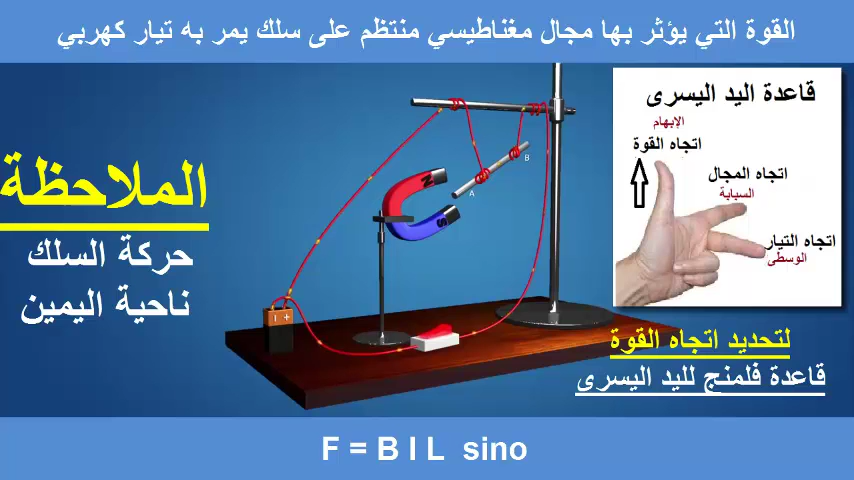 القوة التي يؤثر بها مجال مغناطيسي منتظم على سلك يمر به تيار كهربي
قاعدة اليد اليسرى
الإبهام
اتجاه القوة
اتجاه المجال
السبابة
اتجاه التيار
الوسطى
الملاحظة
حركة السلك
ناحية اليمين
N
S
A
B
+
لتحديد اتجاه القوة
قاعدة فلمنج لليد اليسرى
F = B I L sino